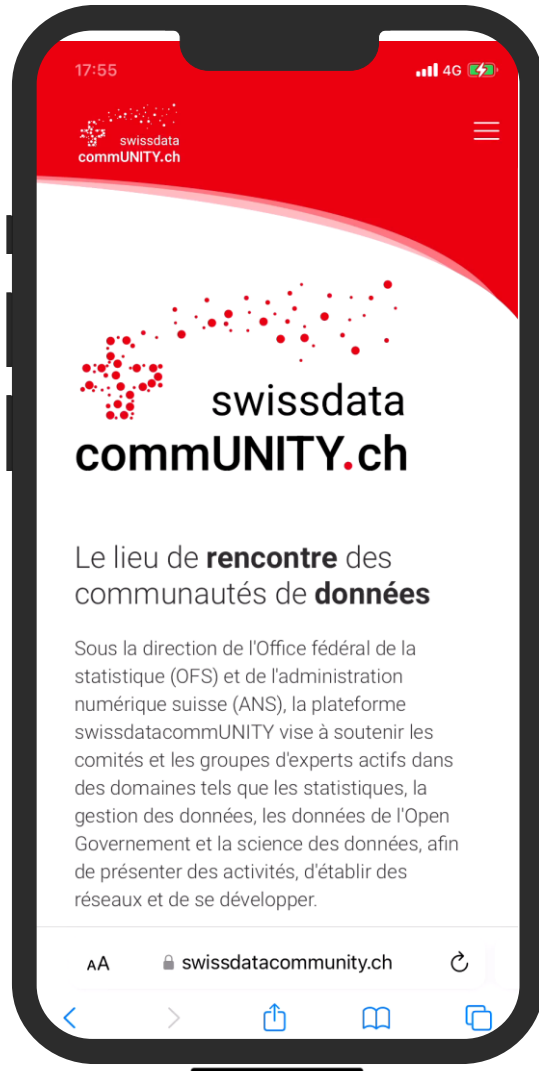 17:55
4G
swissdata
commUNITY.ch
swissdata
commUNITY.ch
Le lieu de rencontre des
communautés de données
Sous la direction de l'Office fédéral de la
statistique (OFS) et de l'administration
numérique suisse (ANS), la plateforme
swissdatacommUNITY vise à soutenir les
comités et les groupes d'experts actifs dans
des domaines tels que les statistiques, la
gestion des données, les données de l'Open
Governement et la science des données, afin
de présenter des activités, d'établir des
réseaux et de se développer.
AA swissdatacommunity.ch